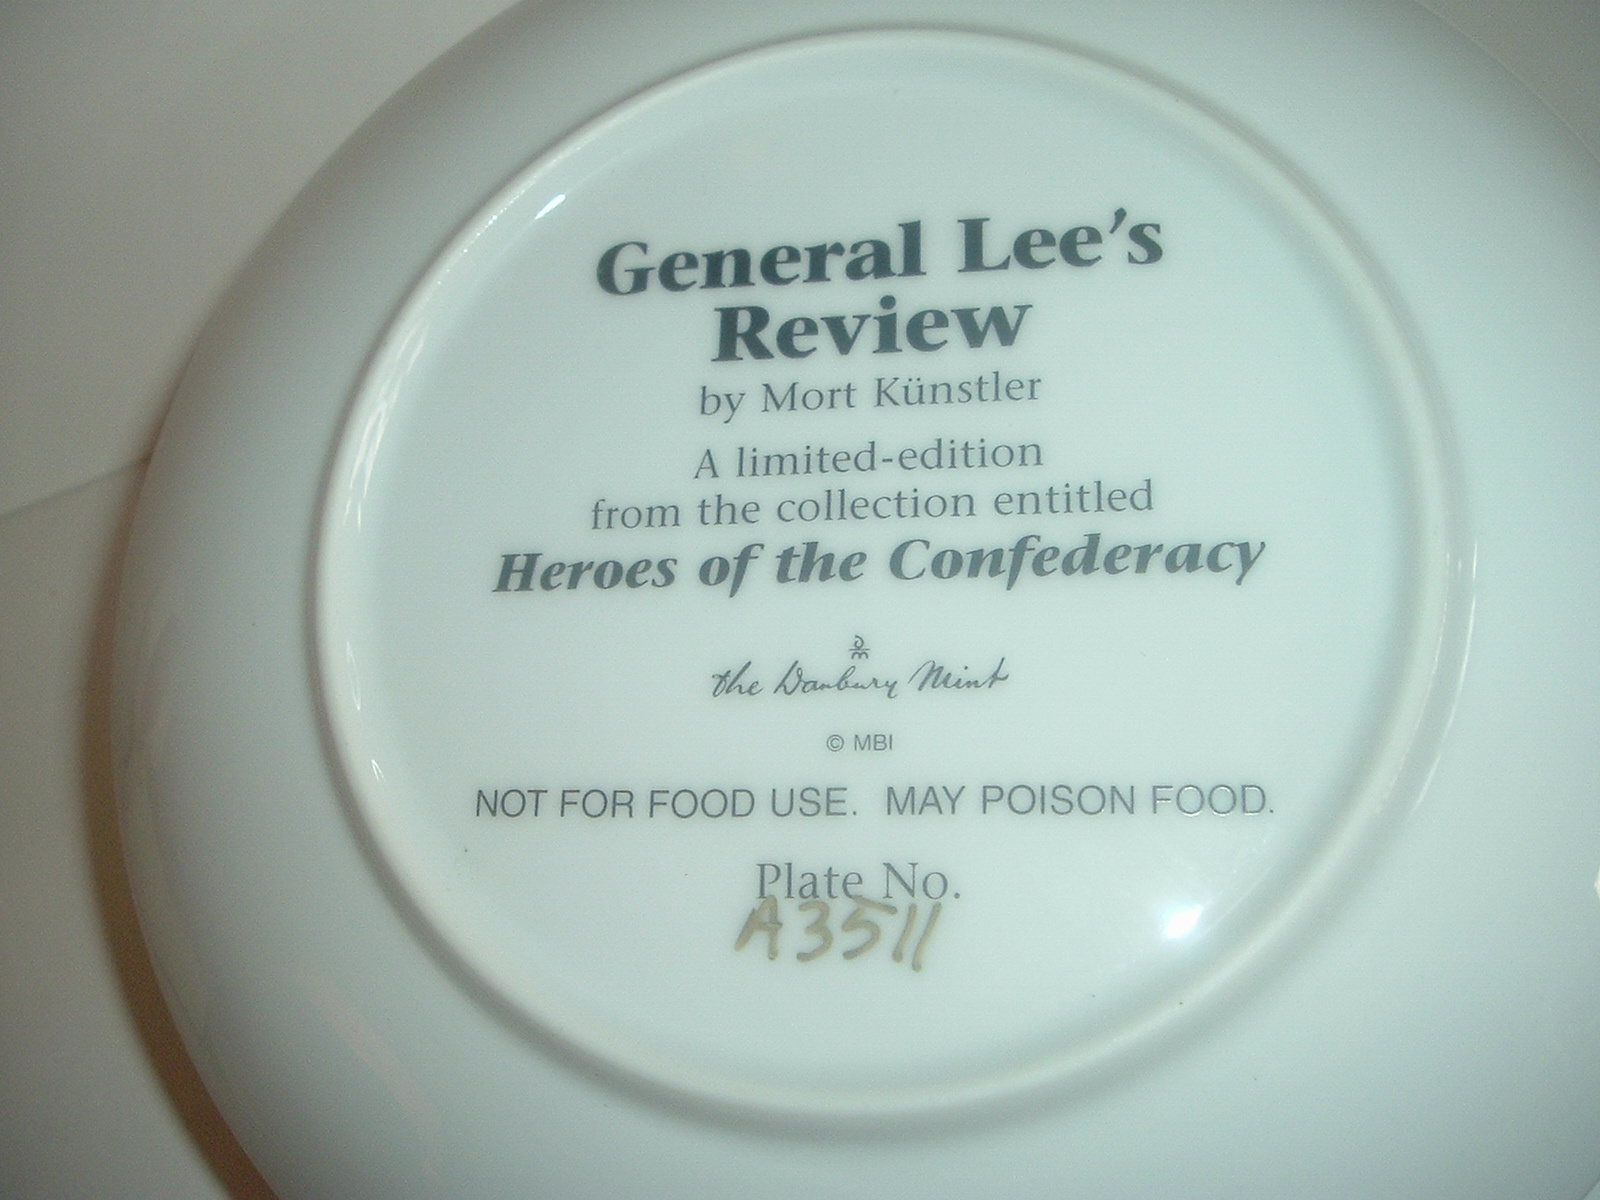 General Lee's
Review
by Mort Künstler
A limited-edition
from the collection entitled
Heroes of the Confederacy
the Danbury Mint
© MBI
NOT FOR FOOD USE. MAY POISON FOOD.
Plate No.
A3511